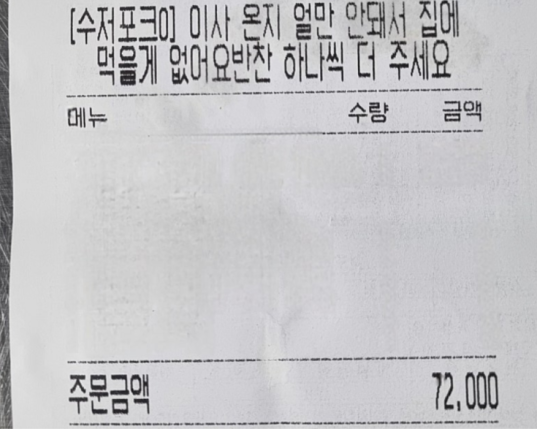 [수저포크0] 이사 온지 얼만 안돼서 집에
먹을게 없어요반찬 하나씩 더 주세요
메뉴 수량 금액
주문금액 72,000